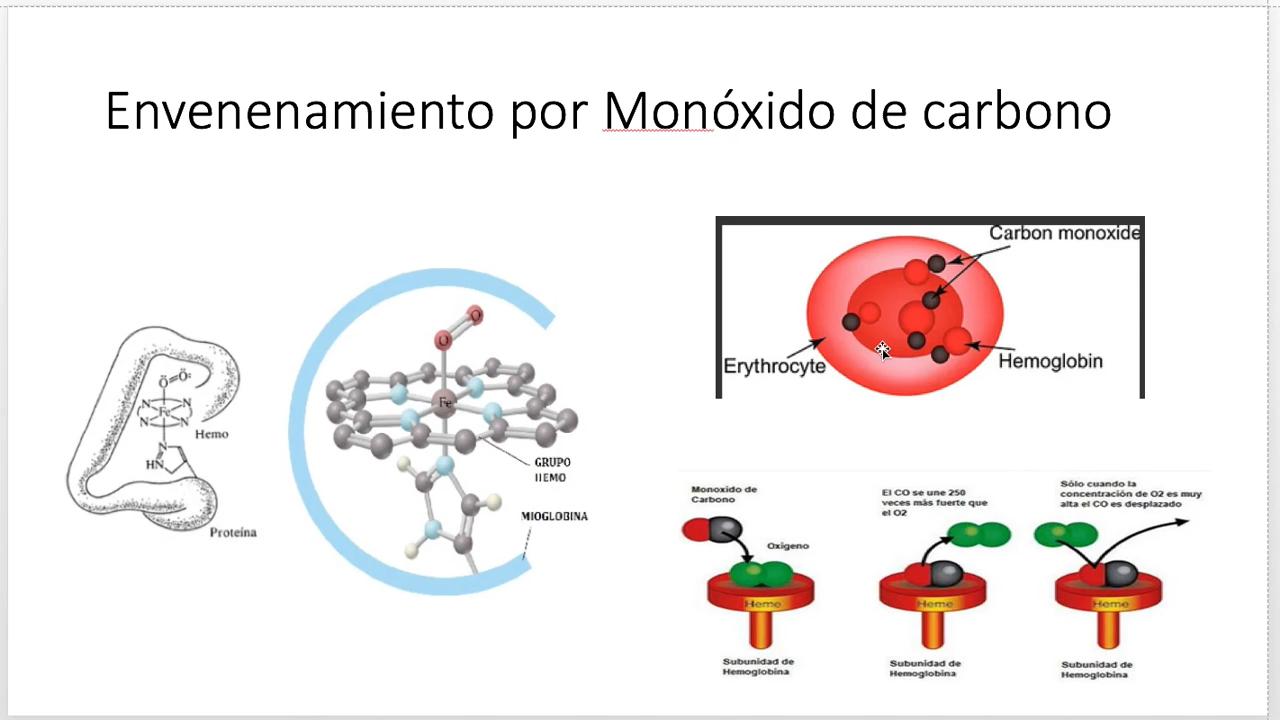 Envenenamiento por Monóxido de carbono
:Ö=Ö:
N
N
Fe
N
N
Hemo
N
HN
Proteína
O
O
Fe
GRUPO
HEMO
MIOGLOBINA
Carbon monoxide
Erythrocyte
Hemoglobin
Monoxido de
Carbono
Oxigeno
Heme
Subunidad de
Hemoglobina
El CO se une 250
veces más fuerte que
el O2
Heme
Subunidad de
Hemoglobina
Sólo cuando la
concentración de O2 es muy
alta el CO es desplazado
Heme
Subunidad de
Hemoglobina